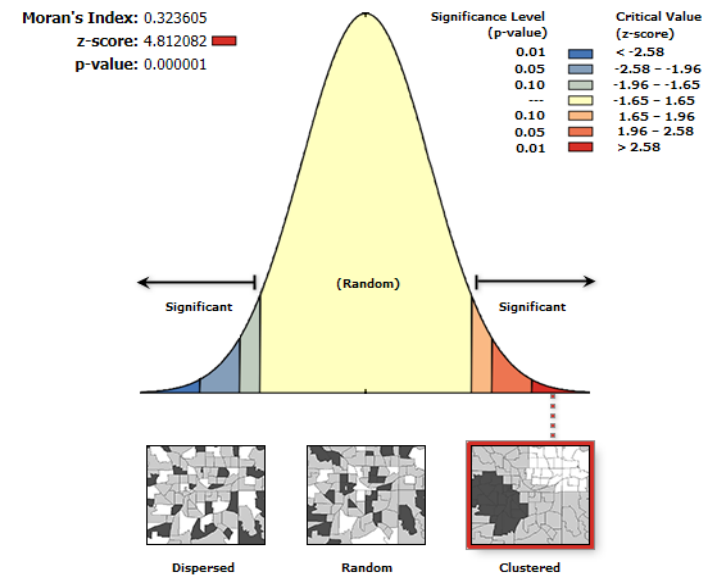 Moran's Index: 0.323605
z-score: 4.812082
p-value: 0.000001
Significance Level
(p-value)
Critical Value
(z-score)
0.01 < -2.58
0.05 -2.58 – -1.96
0.10 -1.96 – -1.65
--- -1.65 – 1.65
0.10 1.65 – 1.96
0.05 1.96 – 2.58
0.01 > 2.58
(Random)
Significant
Significant
Dispersed
Random
Clustered